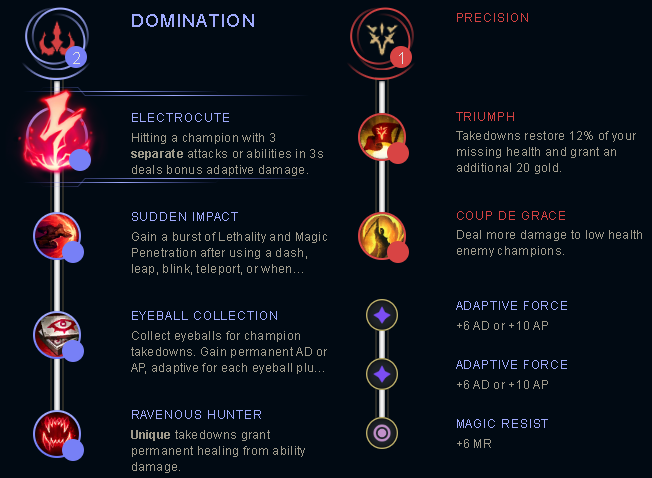 2
DOMINATION
ELECTROCUTE
Hitting a champion with 3
separate attacks or abilities in 3s
deals bonus adaptive damage.
SUDDEN IMPACT
Gain a burst of Lethality and Magic
Penetration after using a dash,
leap, blink, teleport, or when...
EYEBALL COLLECTION
Collect eyeballs for champion
takedowns. Gain permanent AD or
AP, adaptive for each eyeball plu...
RAVENOUS HUNTER
Unique takedowns grant
permanent healing from ability
damage.
1
PRECISION
TRIUMPH
Takedowns restore 12% of your
missing health and grant an
additional 20 gold.
COUP DE GRACE
Deal more damage to low health
enemy champions.
ADAPTIVE FORCE
+6 AD or +10 AP
ADAPTIVE FORCE
+6 AD or +10 AP
MAGIC RESIST
+6 MR